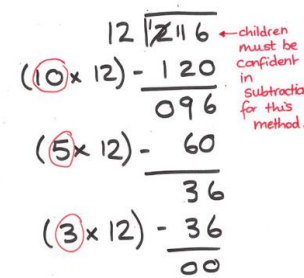 12 216
(10 x 12) - 120
096
(5 x 12) - 60
36
(3 x 12) - 36
00
← children
must be
confident
in
subtractio
for this
method.